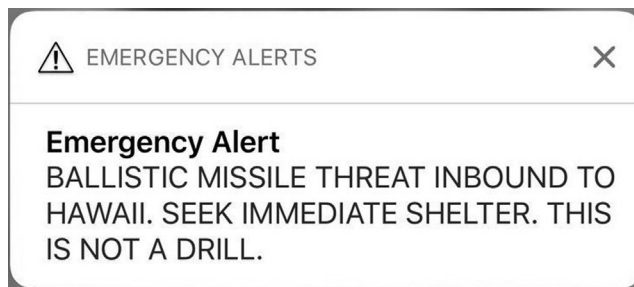 EMERGENCY ALERTS
Emergency Alert
BALLISTIC MISSILE THREAT INBOUND TO
HAWAII. SEEK IMMEDIATE SHELTER. THIS
IS NOT A DRILL.